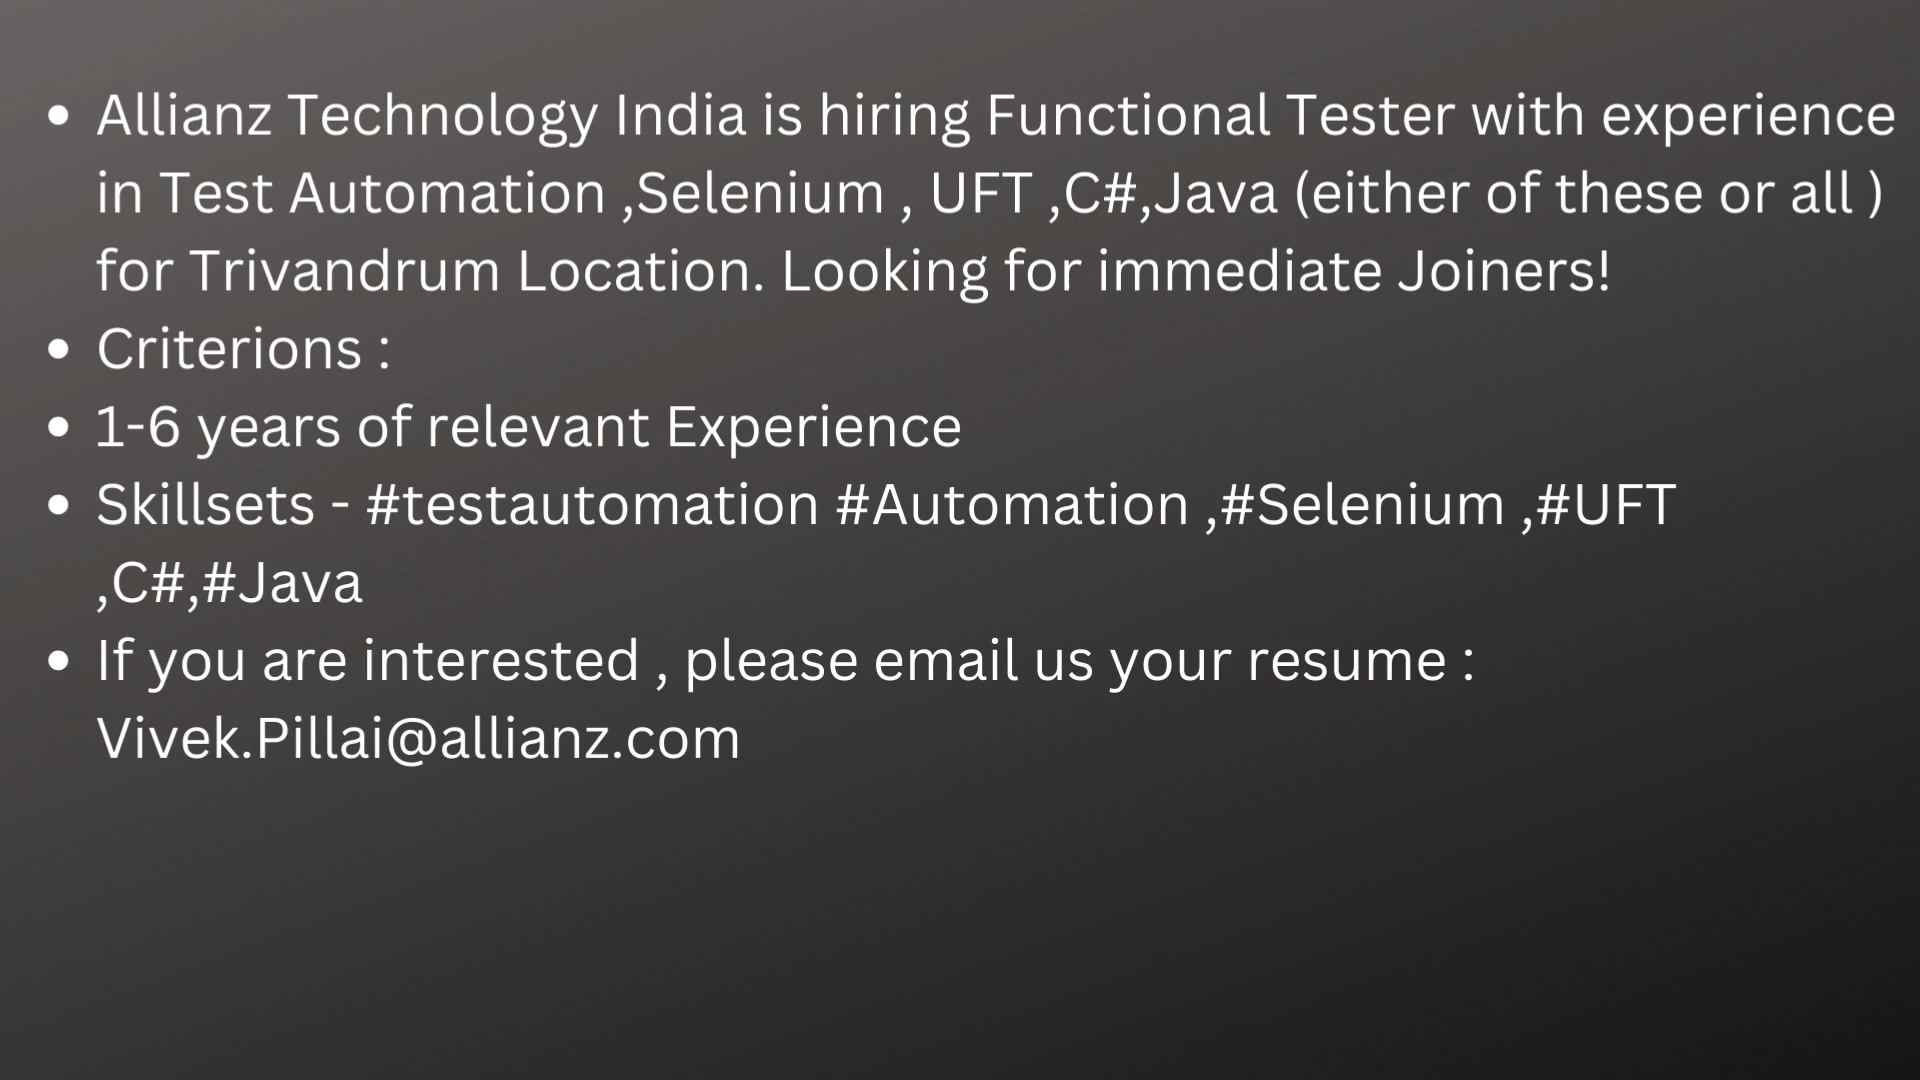 • Allianz Technology India is hiring Functional Tester with experience
in Test Automation ,Selenium , UFT ,C#,Java (either of these or all )
for Trivandrum Location. Looking for immediate Joiners!
• Criterions :
• 1-6 years of relevant Experience
• Skillsets - #testautomation #Automation ,#Selenium ,#UFT
,C#,#Java
• If you are interested , please email us your resume :
Vivek.Pillai@allianz.com